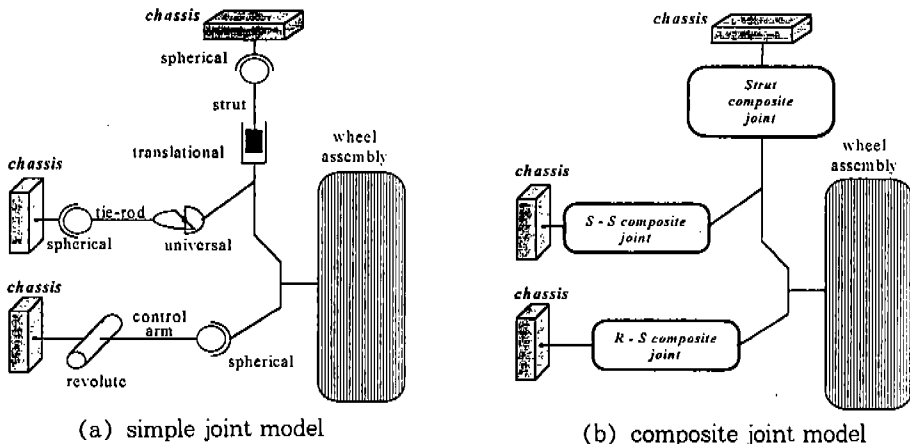 chassis
spherical
strut
translational
wheel
assembly
chassis
tie-rod
spherical
universal
chassis
control
arm
spherical
revolute
(a) simple joint model
chassis
Strut
composite
joint
wheel
assembly
chassis
S - S composite
joint
chassis
R - S composite
joint
(b) composite joint model